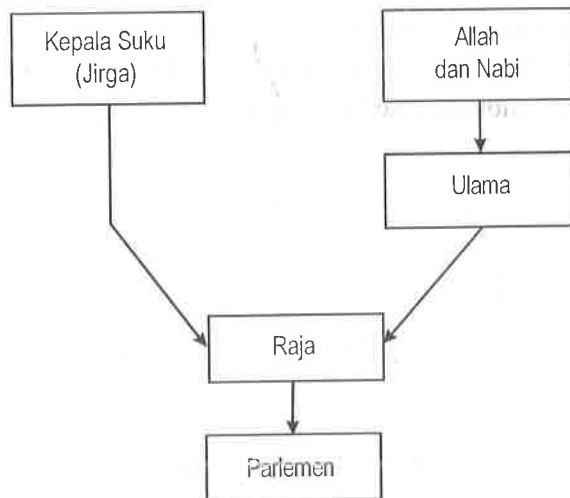 Kepala Suku
(Jirga)
Allah
dan Nabi
Ulama
Raja
Parlemen